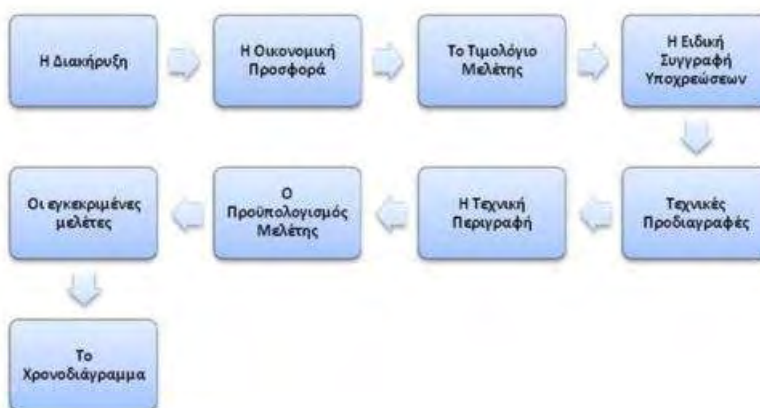 Η Διακήρυξη
Η Οικονομική
Προσφορά
Το Τιμολόγιο
Μελέτης
Η Ειδική
Συγγραφή
Υποχρεώσεων
Τεχνικές
Προδιαγραφές
Η Τεχνική
Περιγραφή
Ο
Προϋπολογισμός
Μελέτης
Οι εγκεκριμένες
μελέτες
Το
Χρονοδιάγραμμα